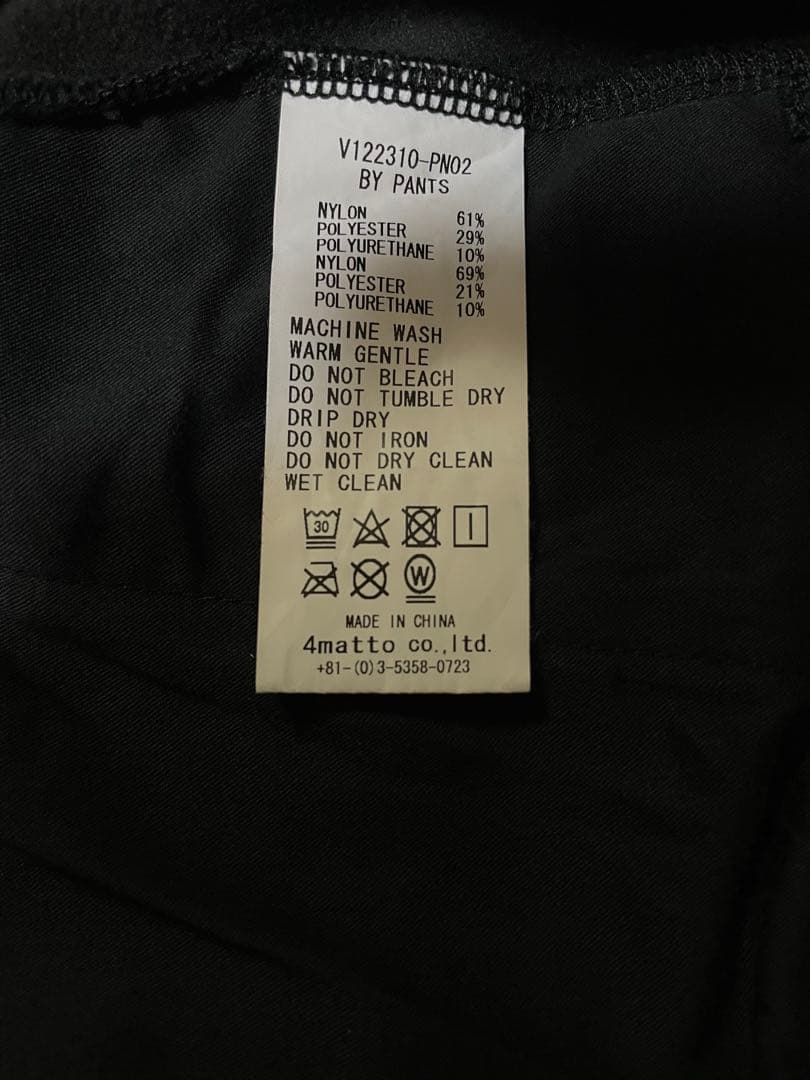 V122310-PN02
BY PANTS
NYLON 61%
POLYESTER 29%
POLYURETHANE 10%
NYLON 69%
POLYESTER 21%
POLYURETHANE 10%
MACHINE WASH
WARM GENTLE
DO NOT BLEACH
DO NOT TUMBLE DRY
DRIP DRY
DO NOT IRON
DO NOT DRY CLEAN
WET CLEAN
30
W
MADE IN CHINA
4matto co.,ltd.
+81-(0)3-5358-0723